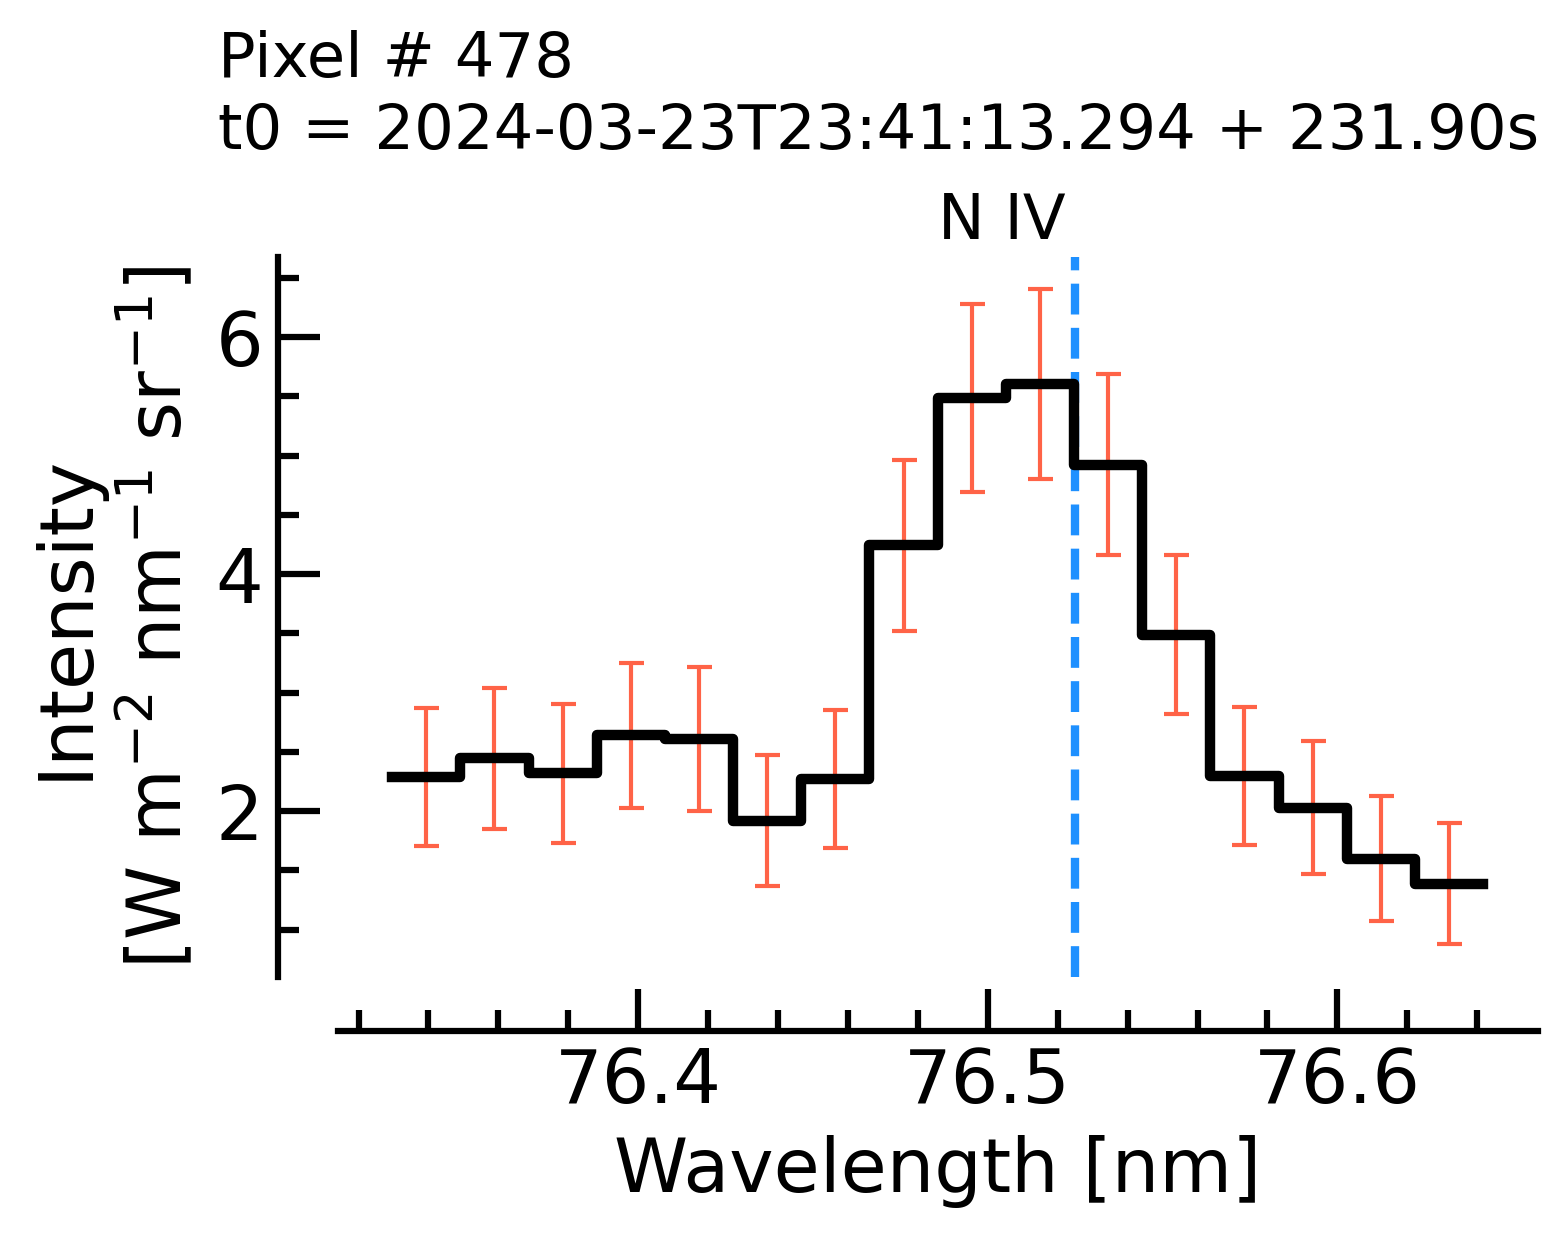 Pixel # 478
t0 = 2024-03-23T23:41:13.294 + 231.90s
N IV
Intensity
[W m⁻² nm⁻¹ sr⁻¹]
6
4
2
76.4 76.5 76.6
Wavelength [nm]